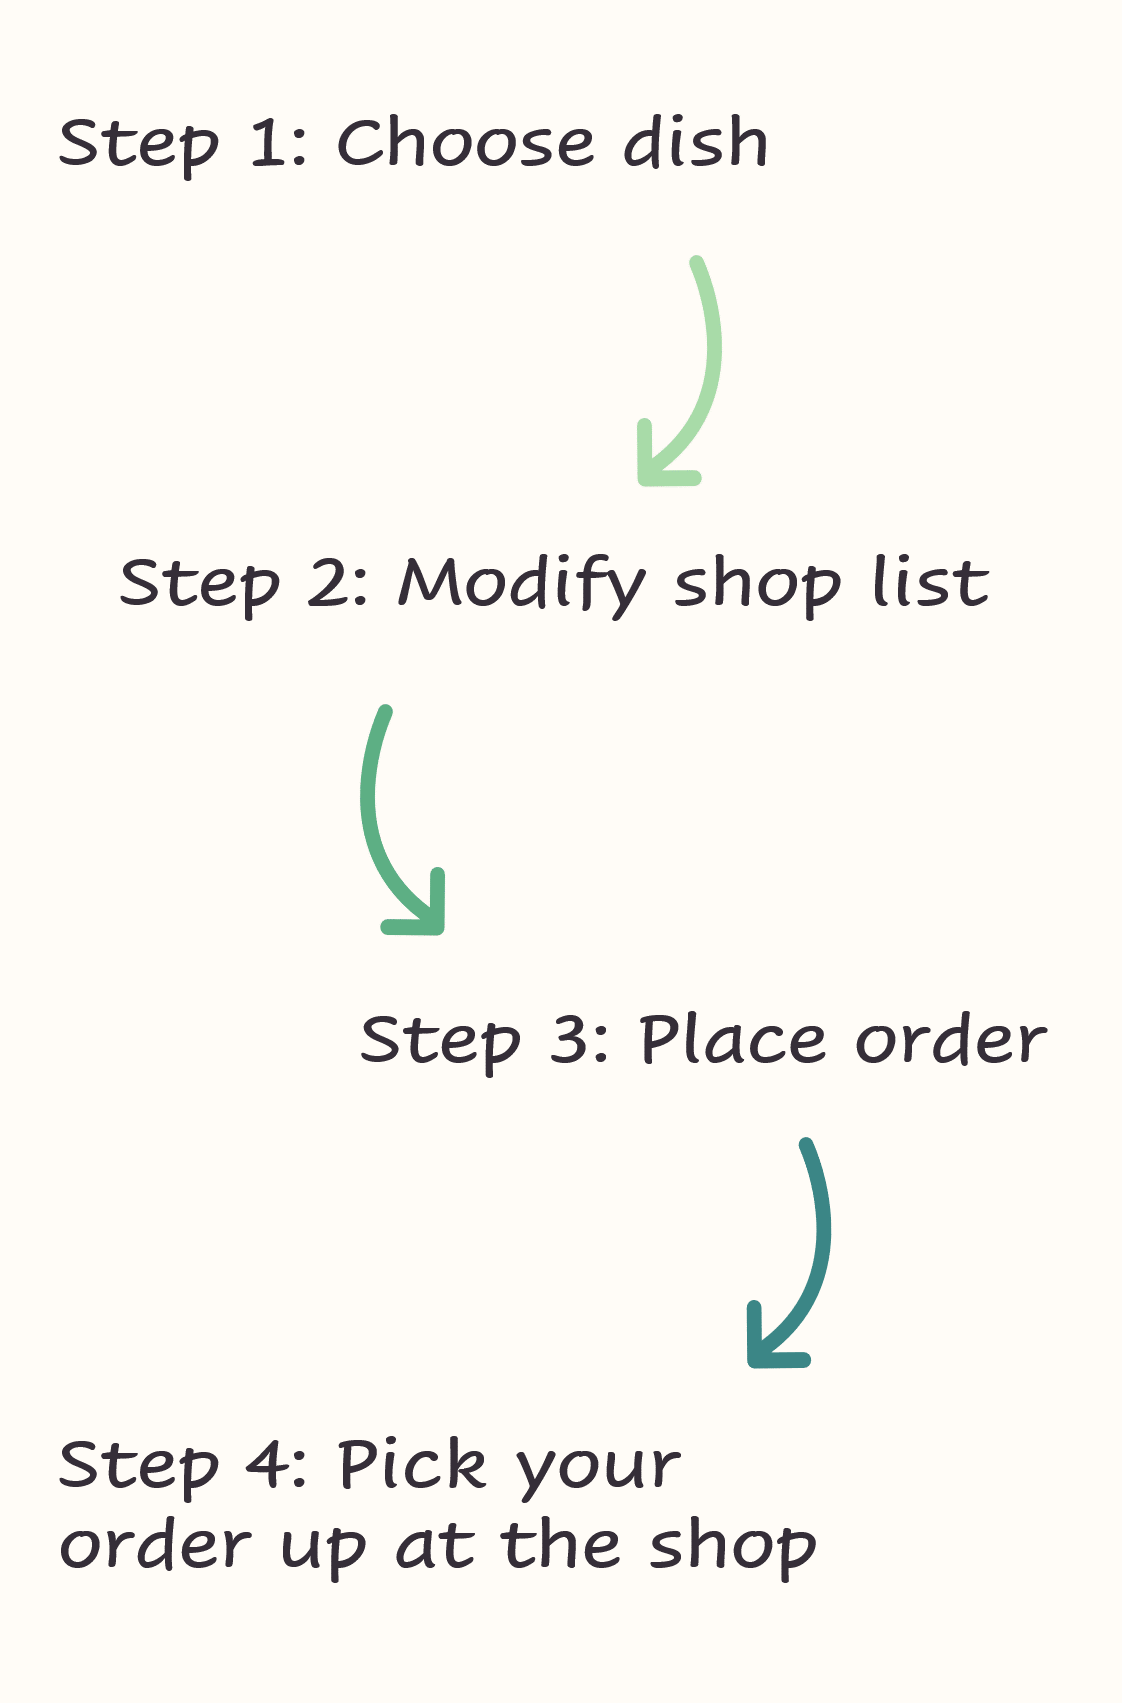 Step 1: Choose dish
Step 2: Modify shop list
Step 3: Place order
Step 4: Pick your
order up at the shop